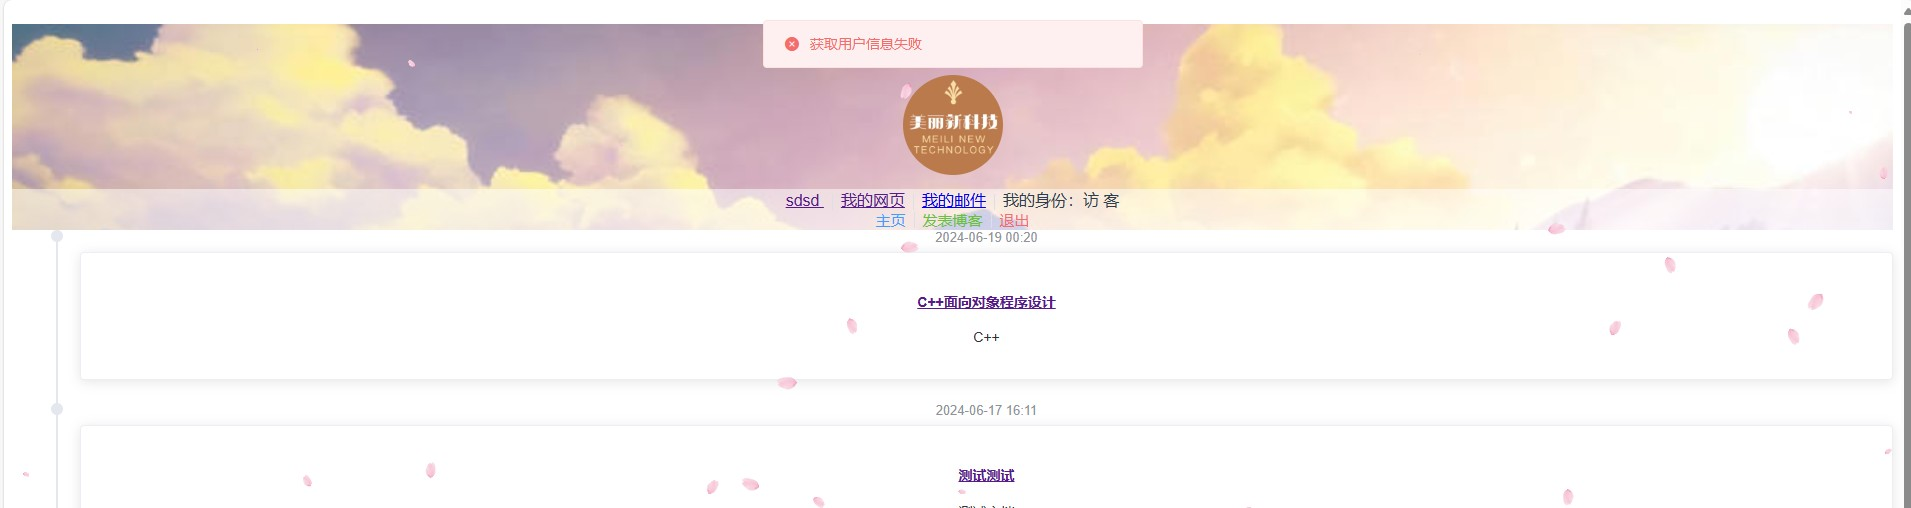 获取用户信息失败
美丽新科技
MEILI NEW
TECHNOLOGY
sdsd 我的网页 我的邮件 我的身份：访 客
主页 发表博客 退出
2024-06-19 00:20
C++面向对象程序设计
C++
2024-06-17 16:11
测试测试